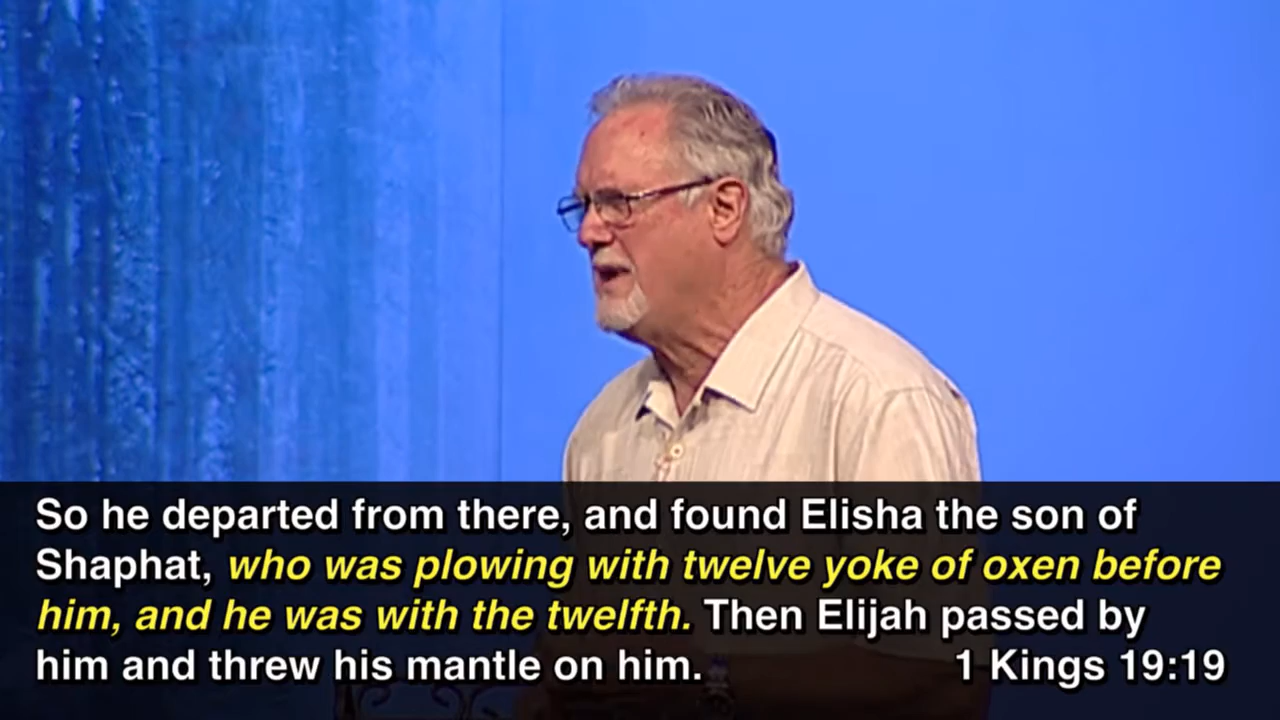 So he departed from there, and found Elisha the son of
Shaphat, who was plowing with twelve yoke of oxen before
him, and he was with the twelfth. Then Elijah passed by
him and threw his mantle on him. 1 Kings 19:19